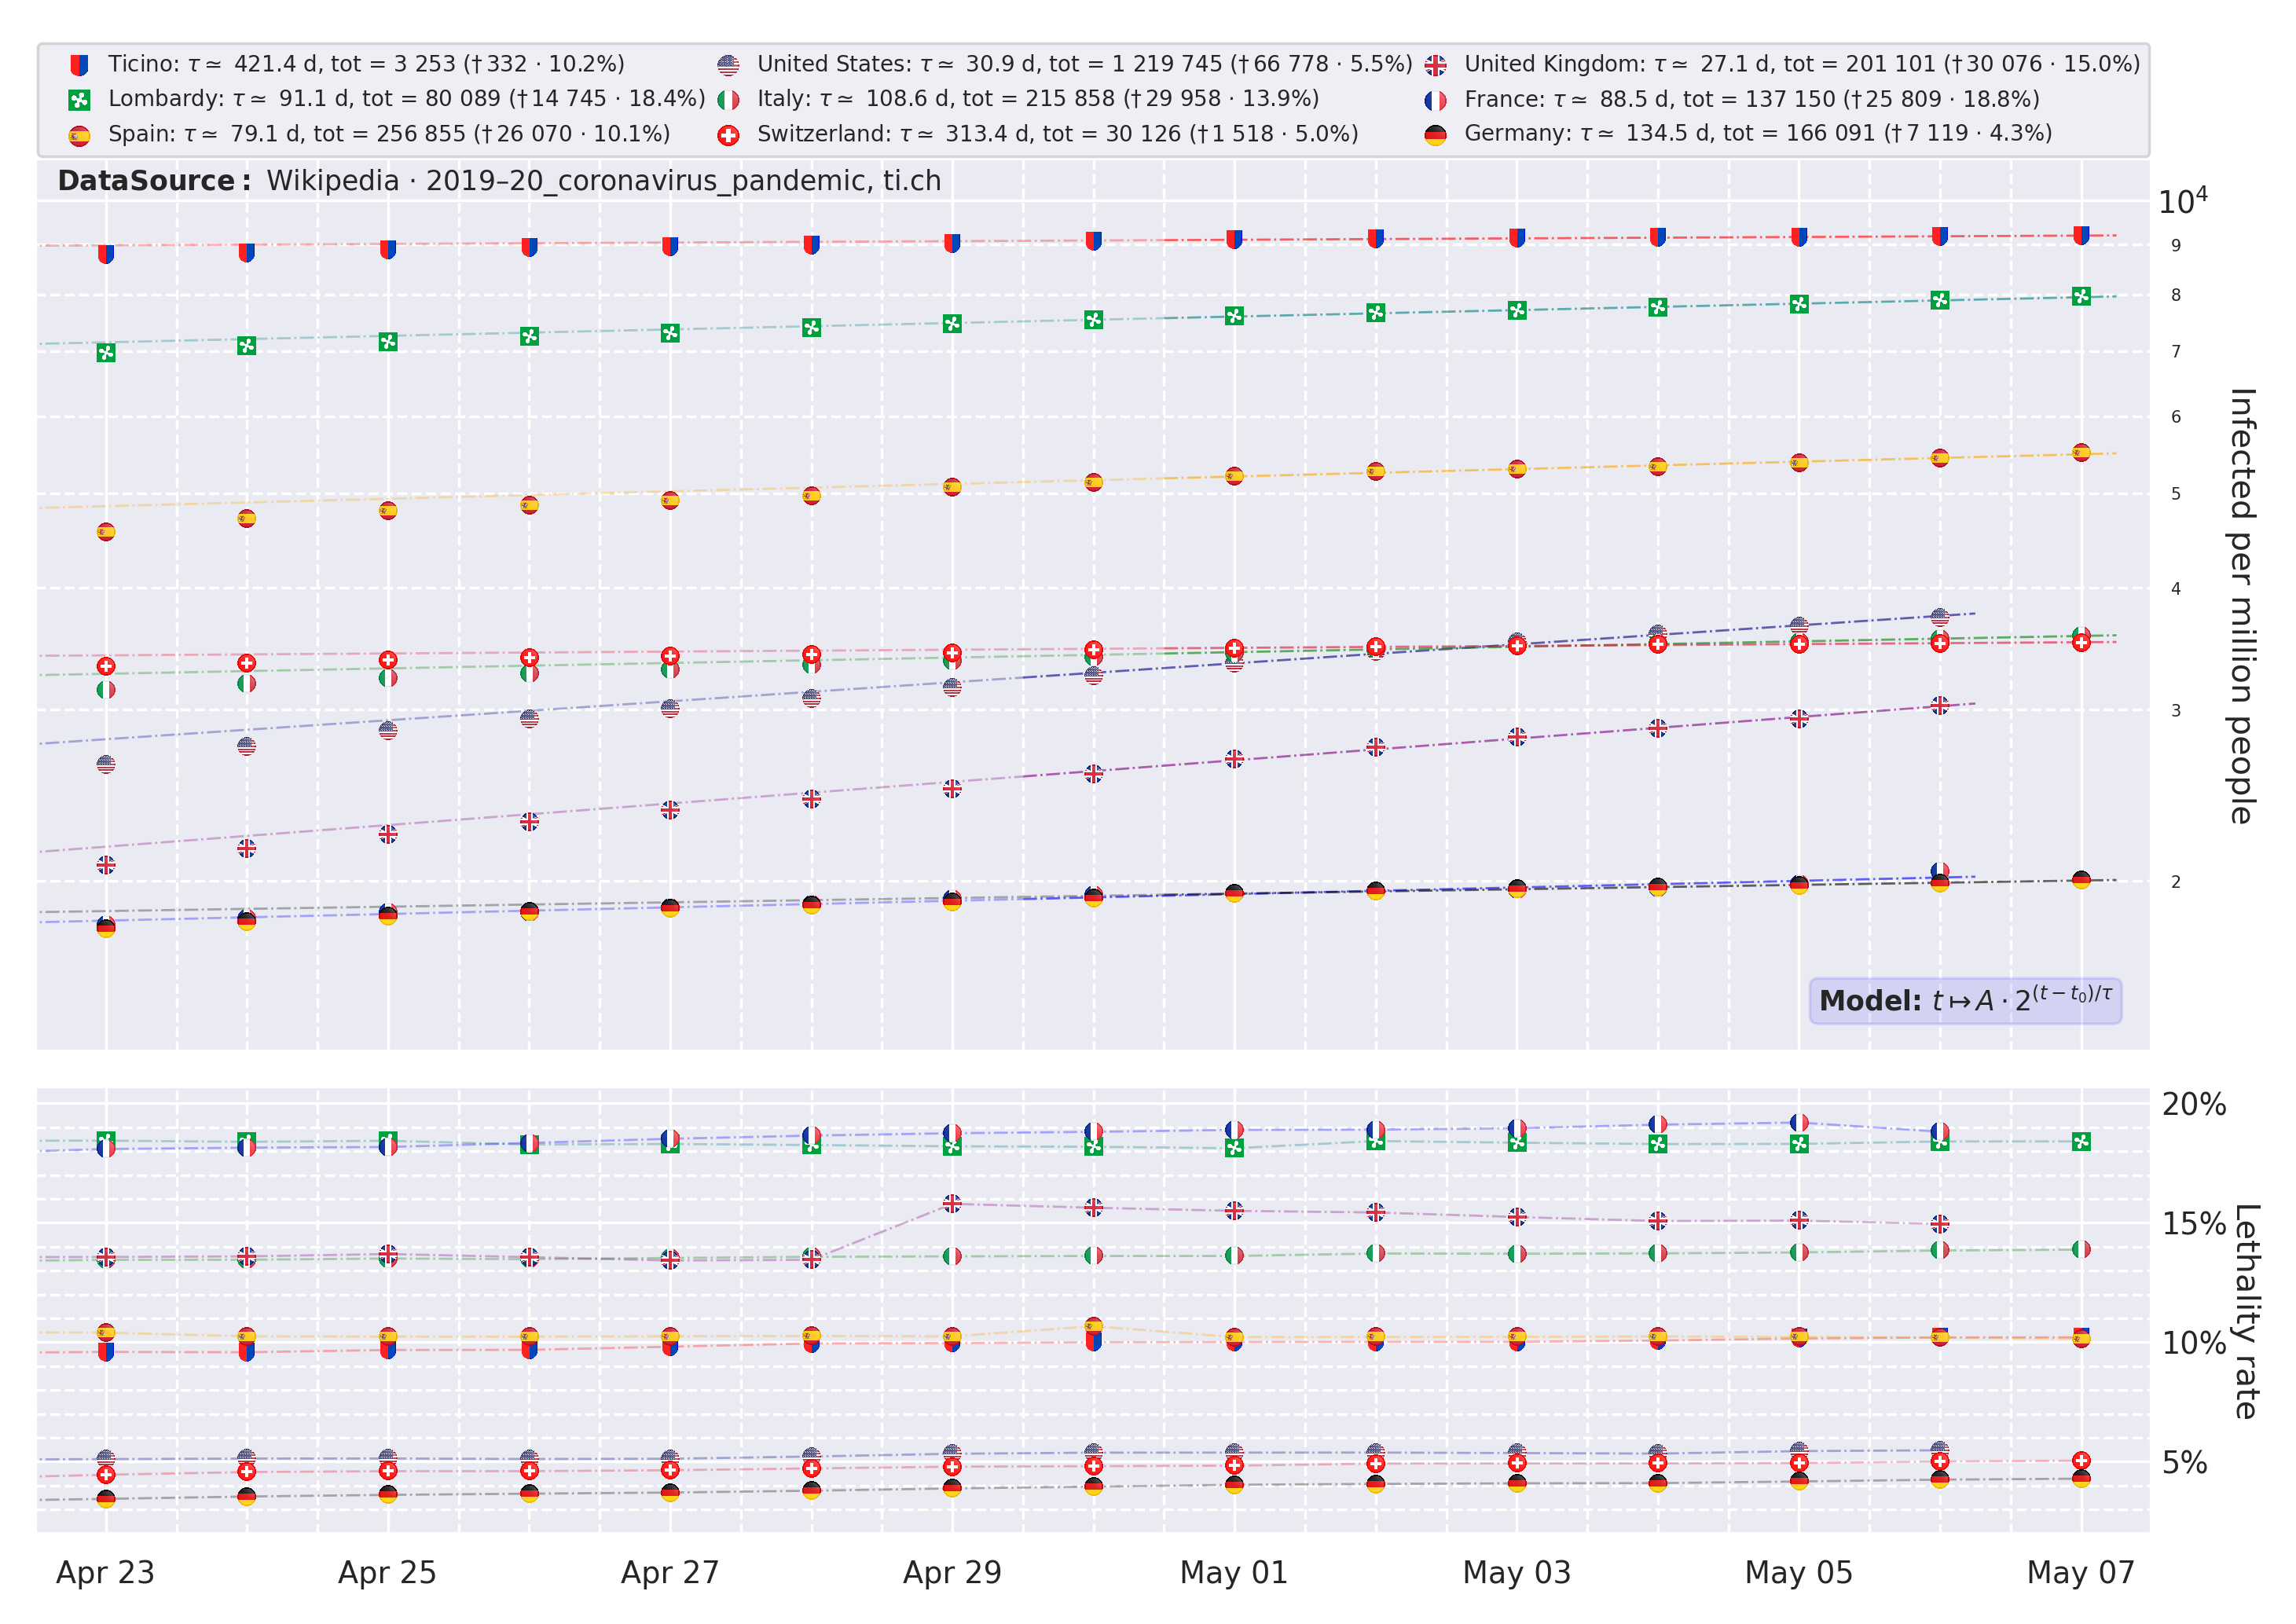 Ticino: τ ≃ 421.4 d, tot = 3 253 (†332 · 10.2%)
United States: τ ≃ 30.9 d, tot = 1 219 745 (†66 778 · 5.5%)
United Kingdom: τ ≃ 27.1 d, tot = 201 101 (†30 076 · 15.0%)
Lombardy: τ ≃ 91.1 d, tot = 80 089 (†14 745 · 18.4%)
Italy: τ ≃ 108.6 d, tot = 215 858 (†29 958 · 13.9%)
France: τ ≃ 88.5 d, tot = 137 150 (†25 809 · 18.8%)
Spain: τ ≃ 79.1 d, tot = 256 855 (†26 070 · 10.1%)
Switzerland: τ ≃ 313.4 d, tot = 30 126 (†1 518 · 5.0%)
Germany: τ ≃ 134.5 d, tot = 166 091 (†7 119 · 4.3%)
DataSource: Wikipedia · 2019–20_coronavirus_pandemic, ti.ch
10⁴
9
8
7
6
5
4
3
2
Infected per million people
Model: t ↦ A · 2^((t − t₀)/τ)
20%
15%
10%
5%
Lethality rate
Apr 23
Apr 25
Apr 27
Apr 29
May 01
May 03
May 05
May 07